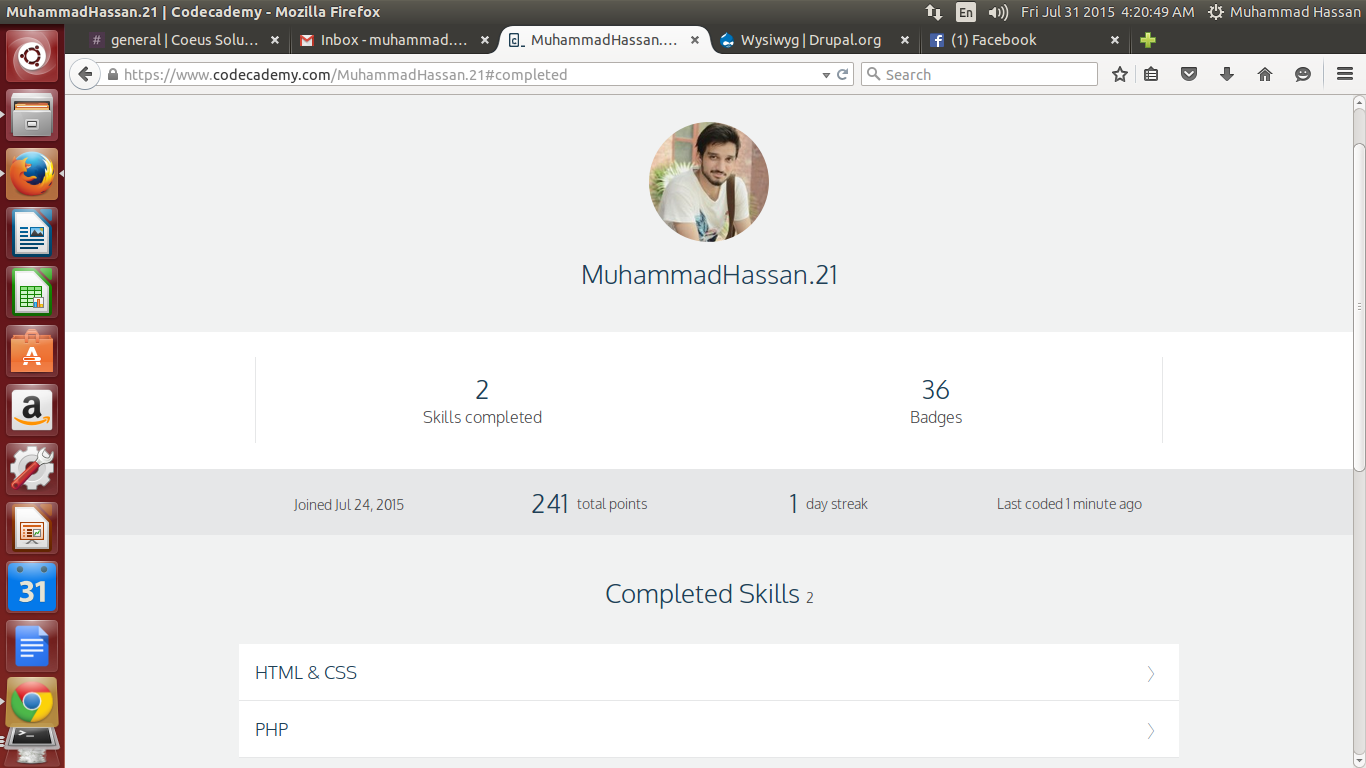 MuhammadHassan.21 | Codecademy - Mozilla Firefox
En
Fri Jul 31 2015 4:20:49 AM
Muhammad Hassan
# general | Coeus Solu...
Inbox - muhammad....
MuhammadHassan....
Wysiwyg | Drupal.org
(1) Facebook
https://www.codecademy.com/MuhammadHassan.21#completed
Search
MuhammadHassan.21
2
Skills completed
36
Badges
Joined Jul 24, 2015
241 total points
1 day streak
Last coded 1 minute ago
Completed Skills 2
HTML & CSS
PHP
a
31